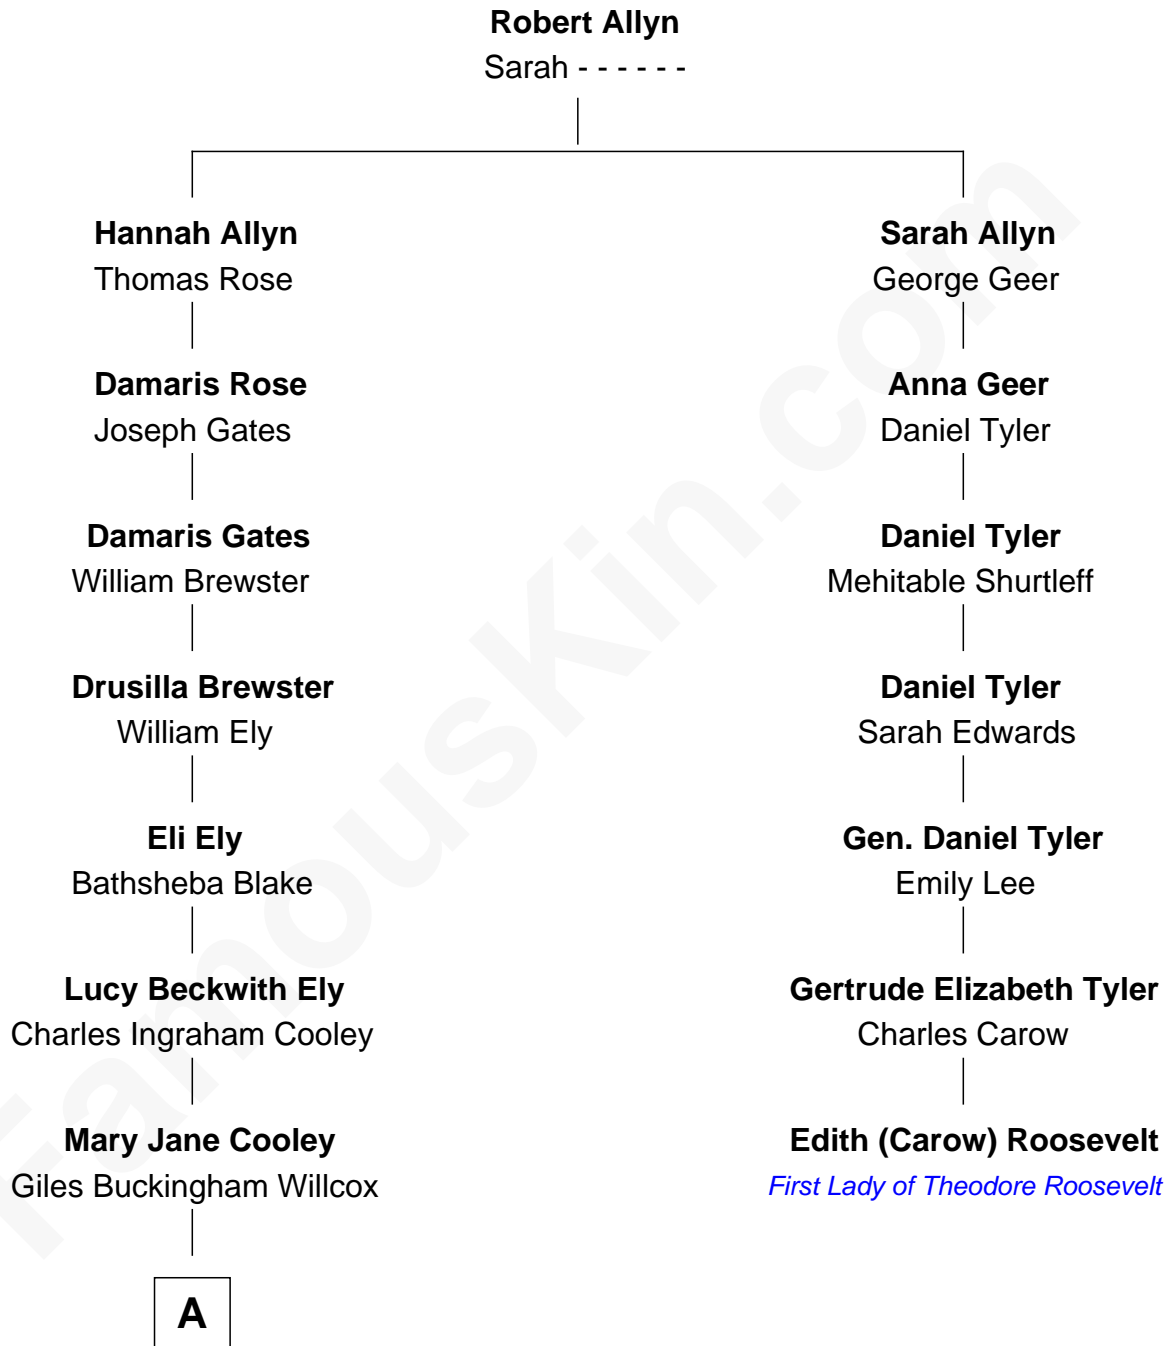 Robert Allyn
Sarah - - - - - -
Hannah Allyn
Thomas Rose
Sarah Allyn
George Geer
Damaris Rose
Joseph Gates
Anna Geer
Daniel Tyler
Damaris Gates
William Brewster
Daniel Tyler
Mehitable Shurtleff
Drusilla Brewster
William Ely
Daniel Tyler
Sarah Edwards
Eli Ely
Bathsheba Blake
Gen. Daniel Tyler
Emily Lee
Lucy Beckwith Ely
Charles Ingraham Cooley
Gertrude Elizabeth Tyler
Charles Carow
Mary Jane Cooley
Giles Buckingham Willcox
Edith (Carow) Roosevelt
First Lady of Theodore Roosevelt
A
FamousKin.com